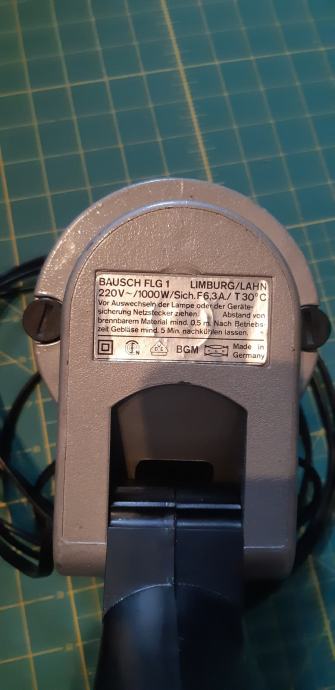 BAUSCH FLG 1 LIMBURG/LAHN
220V~/1000W/Sich.F6,3A/T30°C
Vor Auswechseln der Lampe oder der Geräte-
sicherung Netzstecker ziehen. Abstand von
brennbarem Material mind. 0,5 m. Nach Betriebs-
zeit Gebläse mind. 5 Min. nachkühlen lassen.
BGM Made in
Germany